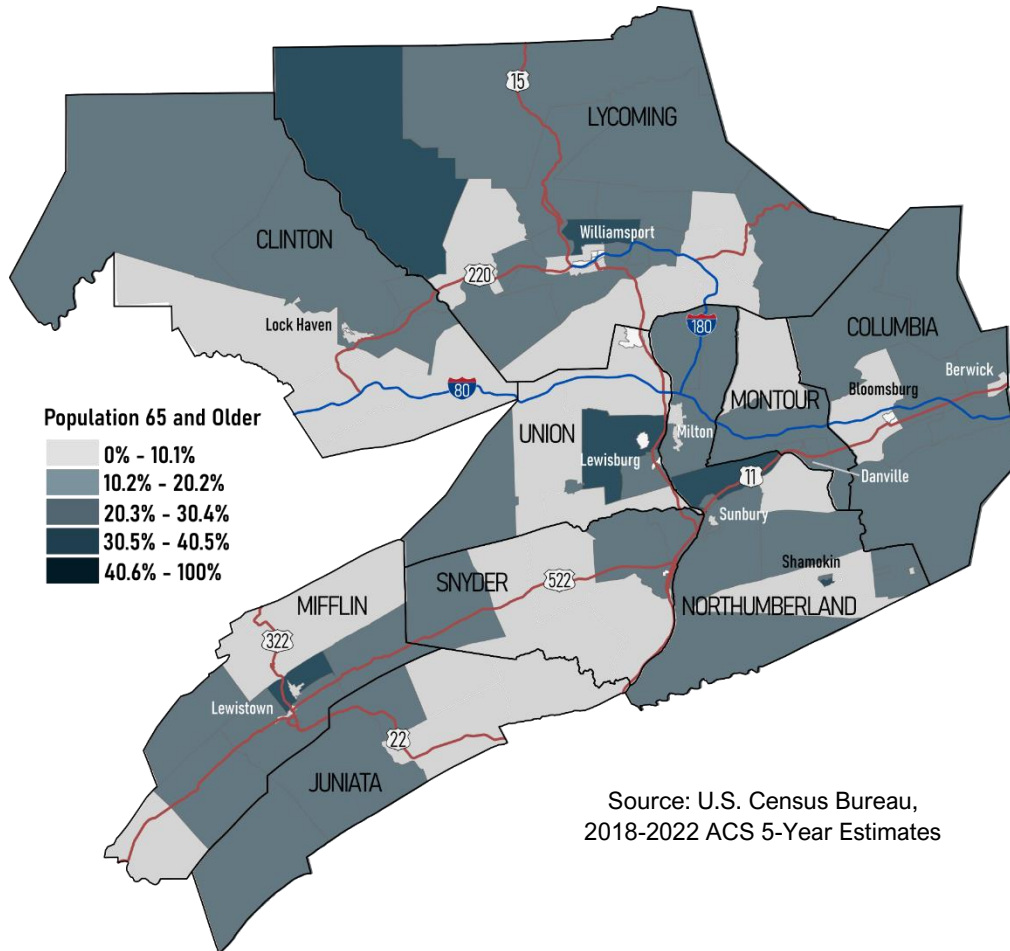 15
LYCOMING
Williamsport
CLINTON
220
Lock Haven
180
COLUMBIA
80
Berwick
Bloomsburg
MONTOUR
Population 65 and Older
0% - 10.1%
10.2% - 20.2%
20.3% - 30.4%
30.5% - 40.5%
40.6% - 100%
UNION
Milton
Lewisburg
11
Danville
Sunbury
Shamokin
SNYDER
522
MIFFLIN
NORTHUMBERLAND
322
Lewistown
22
JUNIATA
Source: U.S. Census Bureau,
2018-2022 ACS 5-Year Estimates